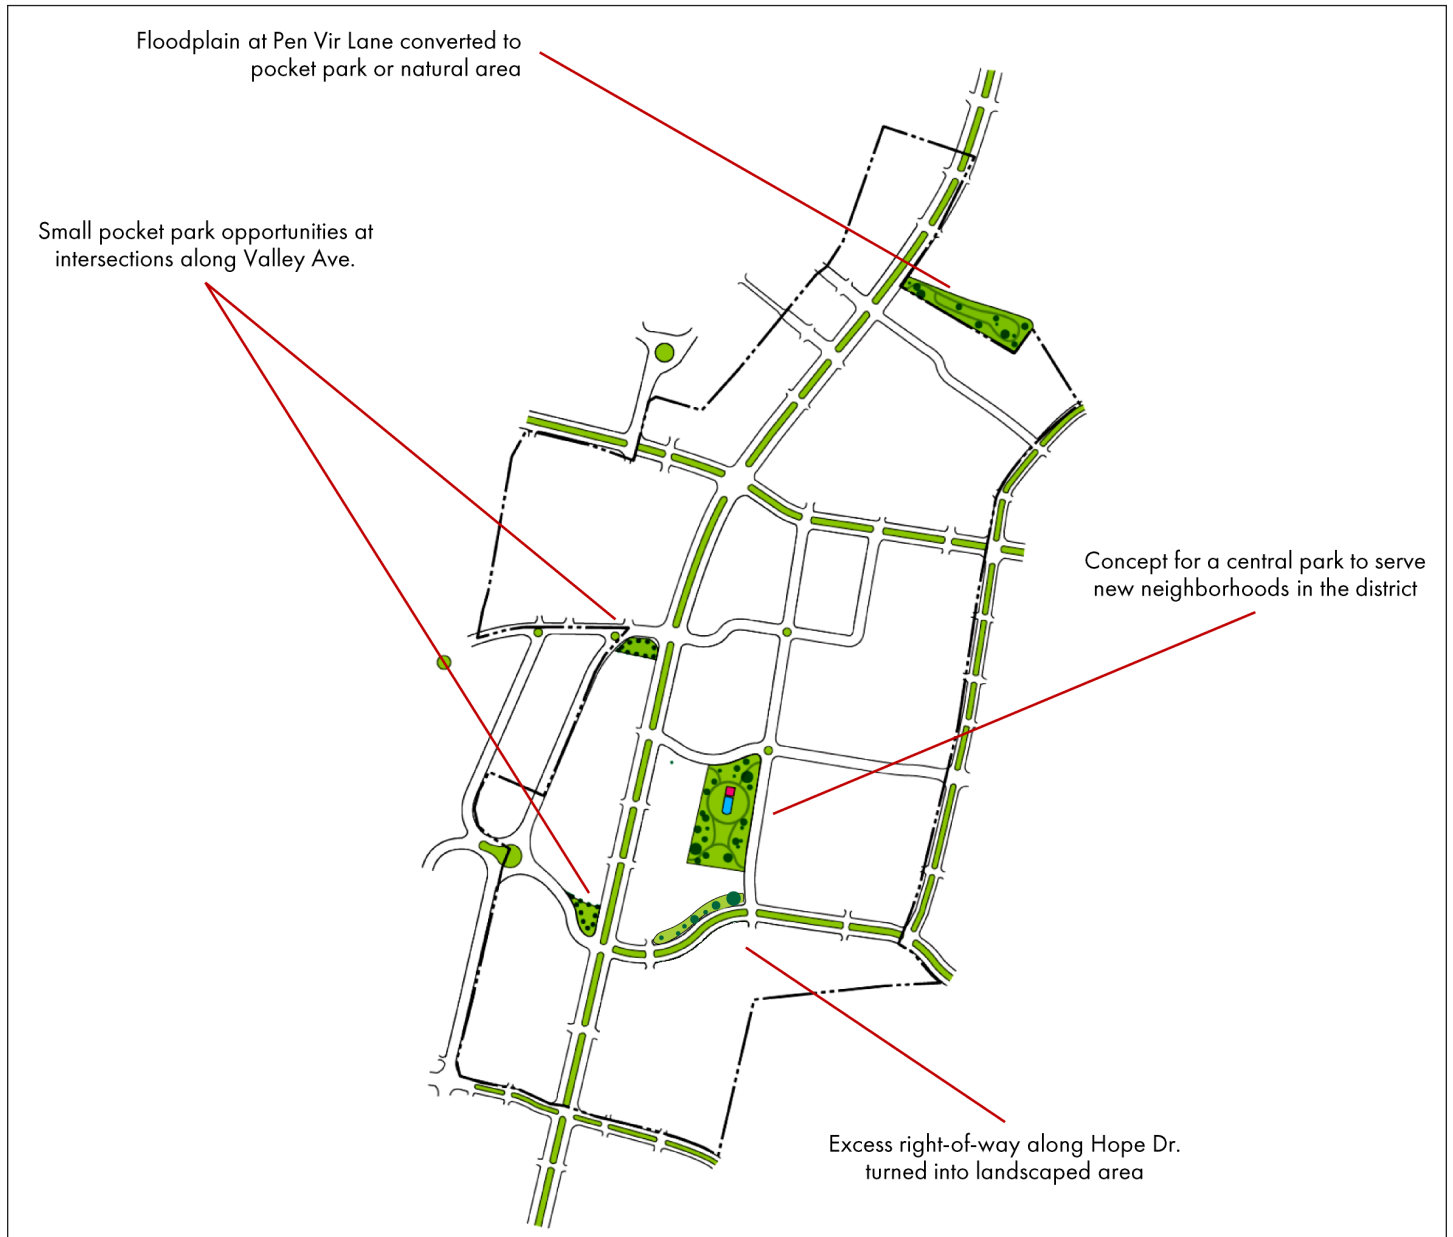 Floodplain at Pen Vir Lane converted to
pocket park or natural area
Small pocket park opportunities at
intersections along Valley Ave.
Concept for a central park to serve
new neighborhoods in the district
Excess right-of-way along Hope Dr.
turned into landscaped area